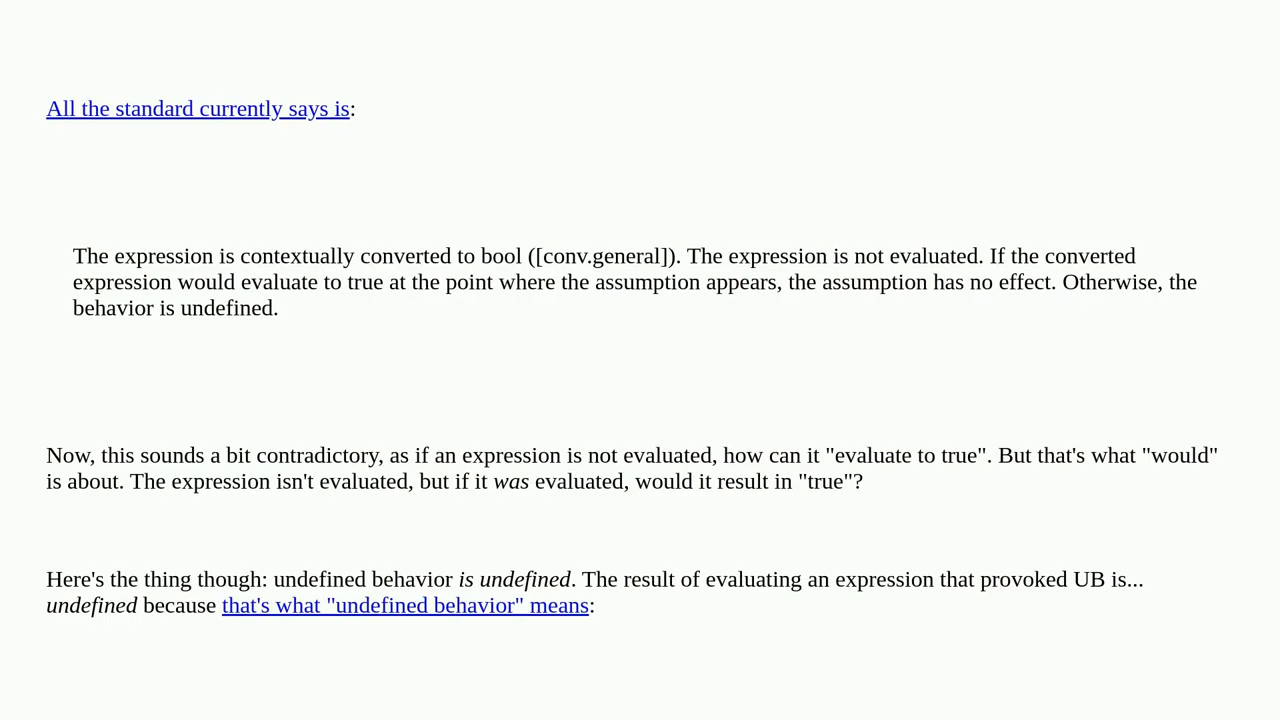 All the standard currently says is:
The expression is contextually converted to bool ([conv.general]). The expression is not evaluated. If the converted
expression would evaluate to true at the point where the assumption appears, the assumption has no effect. Otherwise, the
behavior is undefined.
Now, this sounds a bit contradictory, as if an expression is not evaluated, how can it "evaluate to true". But that's what "would"
is about. The expression isn't evaluated, but if it was evaluated, would it result in "true"?
Here's the thing though: undefined behavior is undefined. The result of evaluating an expression that provoked UB is...
undefined because that's what "undefined behavior" means: